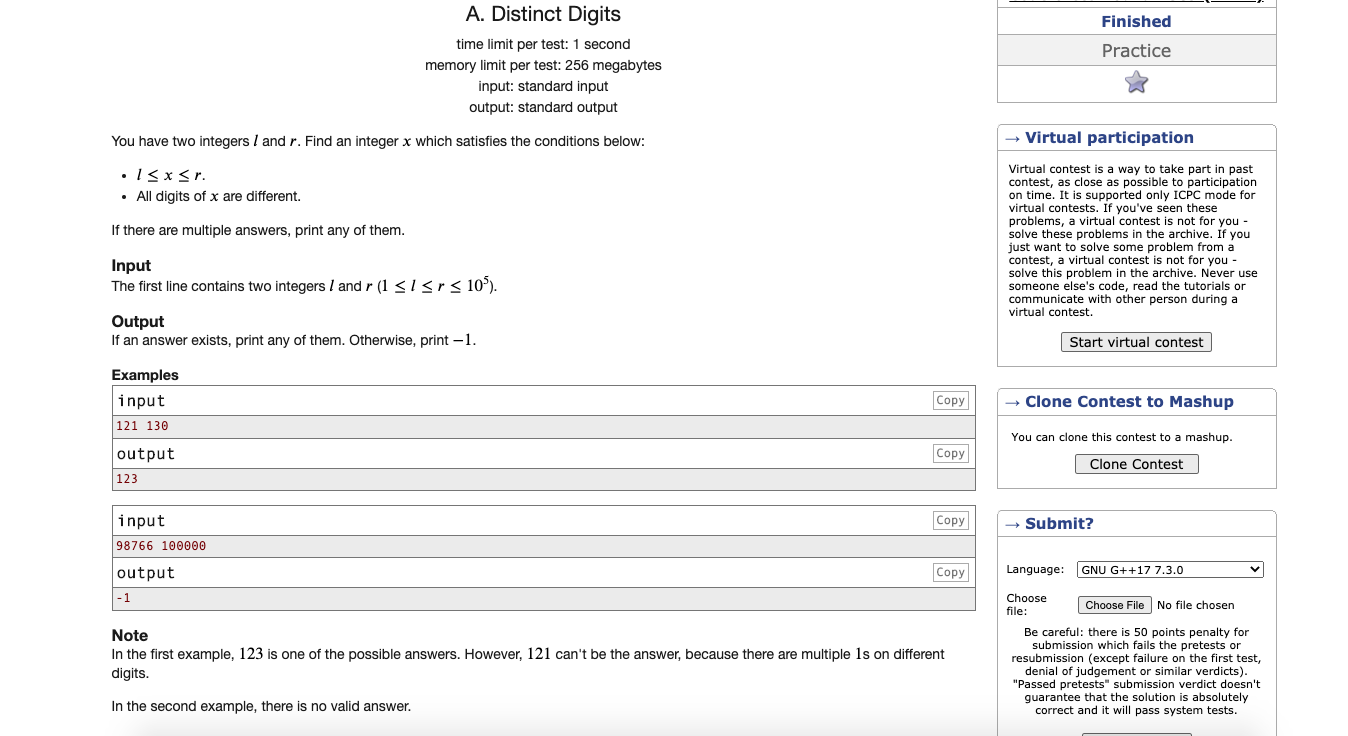 A. Distinct Digits
time limit per test: 1 second
memory limit per test: 256 megabytes
input: standard input
output: standard output
You have two integers l and r. Find an integer x which satisfies the conditions below:
• l ≤ x ≤ r.
• All digits of x are different.
If there are multiple answers, print any of them.
Input
The first line contains two integers l and r (1 ≤ l ≤ r ≤ 10⁵).
Output
If an answer exists, print any of them. Otherwise, print −1.
Examples
input
Copy
121 130
output
Copy
123
input
Copy
98766 100000
output
Copy
-1
Note
In the first example, 123 is one of the possible answers. However, 121 can't be the answer, because there are multiple 1s on different
digits.
In the second example, there is no valid answer.
Finished
Practice
→ Virtual participation
Virtual contest is a way to take part in past
contest, as close as possible to participation
on time. It is supported only ICPC mode for
virtual contests. If you've seen these
problems, a virtual contest is not for you -
solve these problems in the archive. If you
just want to solve some problem from a
contest, a virtual contest is not for you -
solve this problem in the archive. Never use
someone else's code, read the tutorials or
communicate with other person during a
virtual contest.
Start virtual contest
→ Clone Contest to Mashup
You can clone this contest to a mashup.
Clone Contest
→ Submit?
Language: GNU G++17 7.3.0
Choose
file:
Choose File No file chosen
Be careful: there is 50 points penalty for
submission which fails the pretests or
resubmission (except failure on the first test,
denial of judgement or similar verdicts).
"Passed pretests" submission verdict doesn't
guarantee that the solution is absolutely
correct and it will pass system tests.